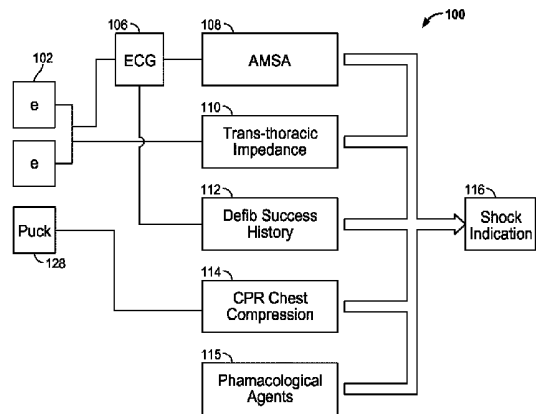 100
106
108
102
ECG
AMSA
e
110
Trans-thoracic
Impedance
e
112
116
Defib Success
History
Shock
Indication
Puck
128
114
CPR Chest
Compression
115
Phamacological
Agents